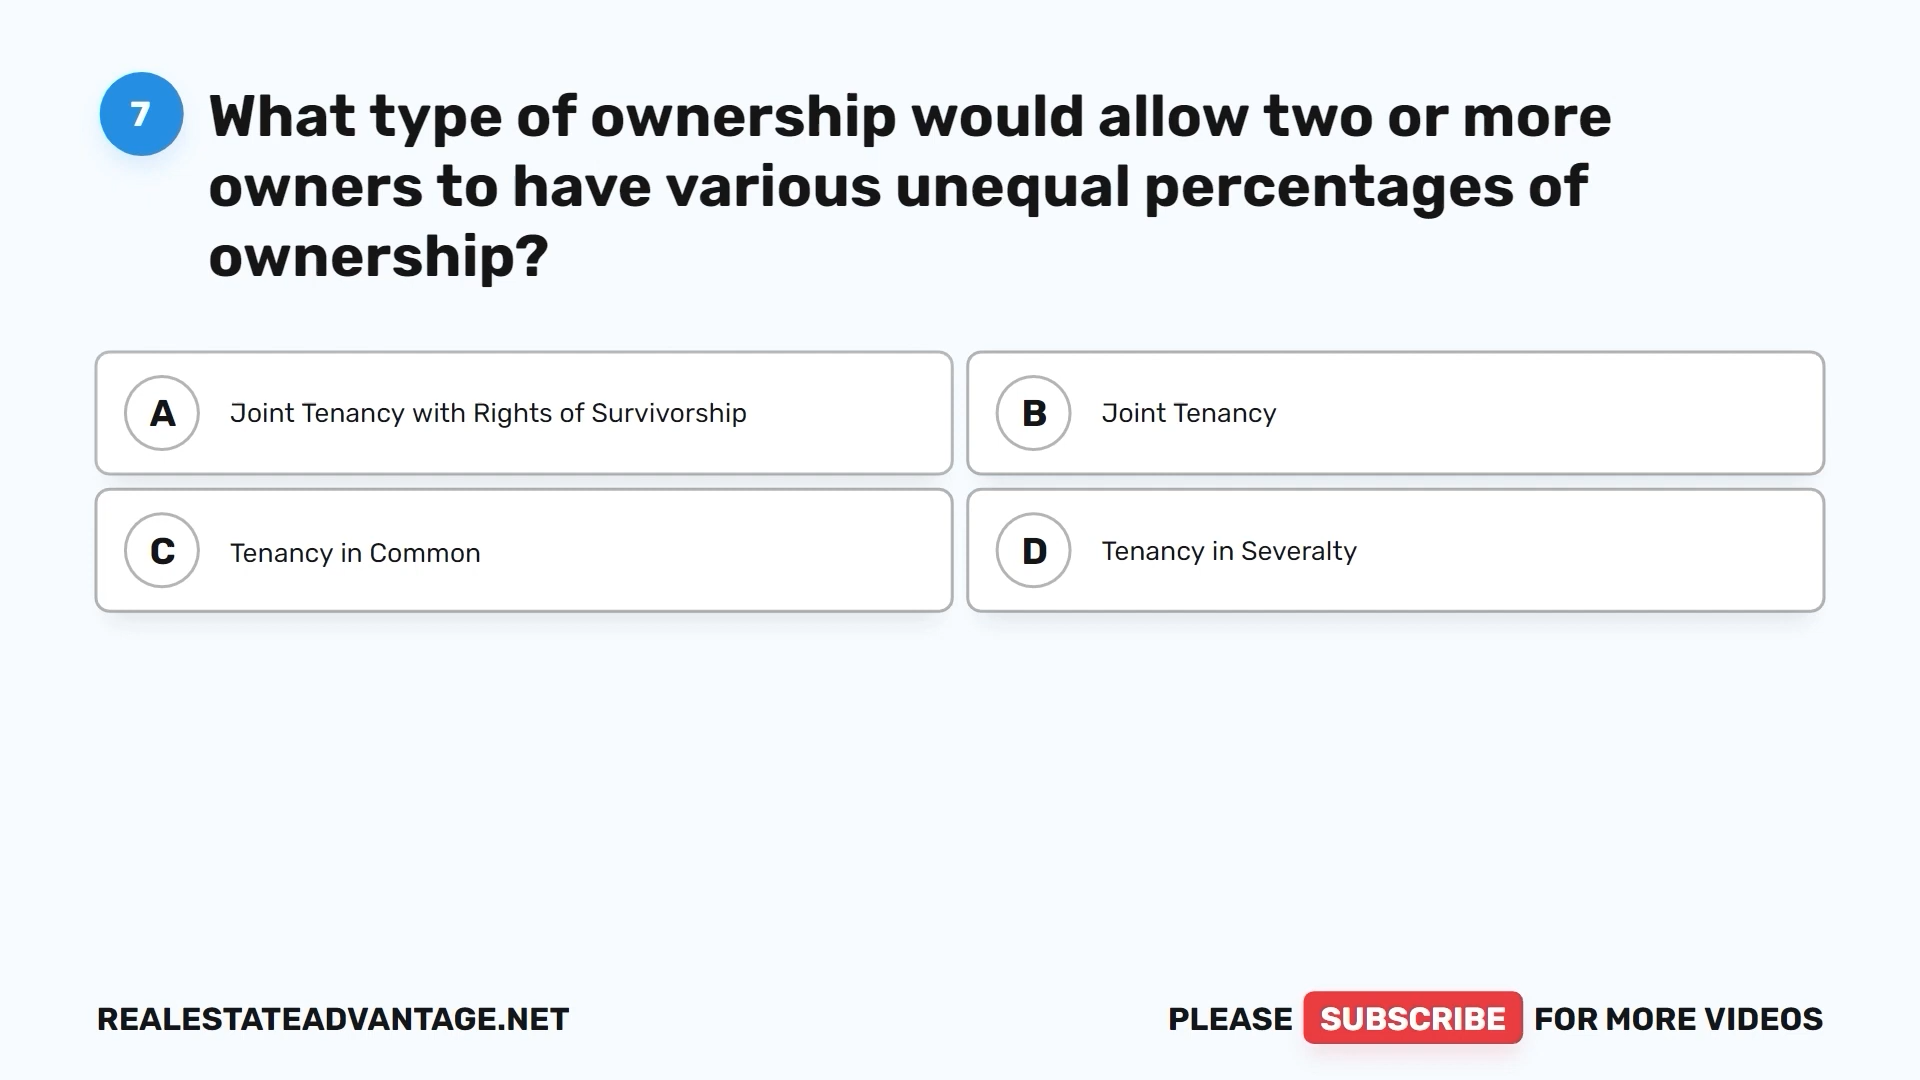 7
What type of ownership would allow two or more
owners to have various unequal percentages of
ownership?
A Joint Tenancy with Rights of Survivorship
B Joint Tenancy
C Tenancy in Common
D Tenancy in Severalty
REALESTATEADVANTAGE.NET
PLEASE SUBSCRIBE FOR MORE VIDEOS